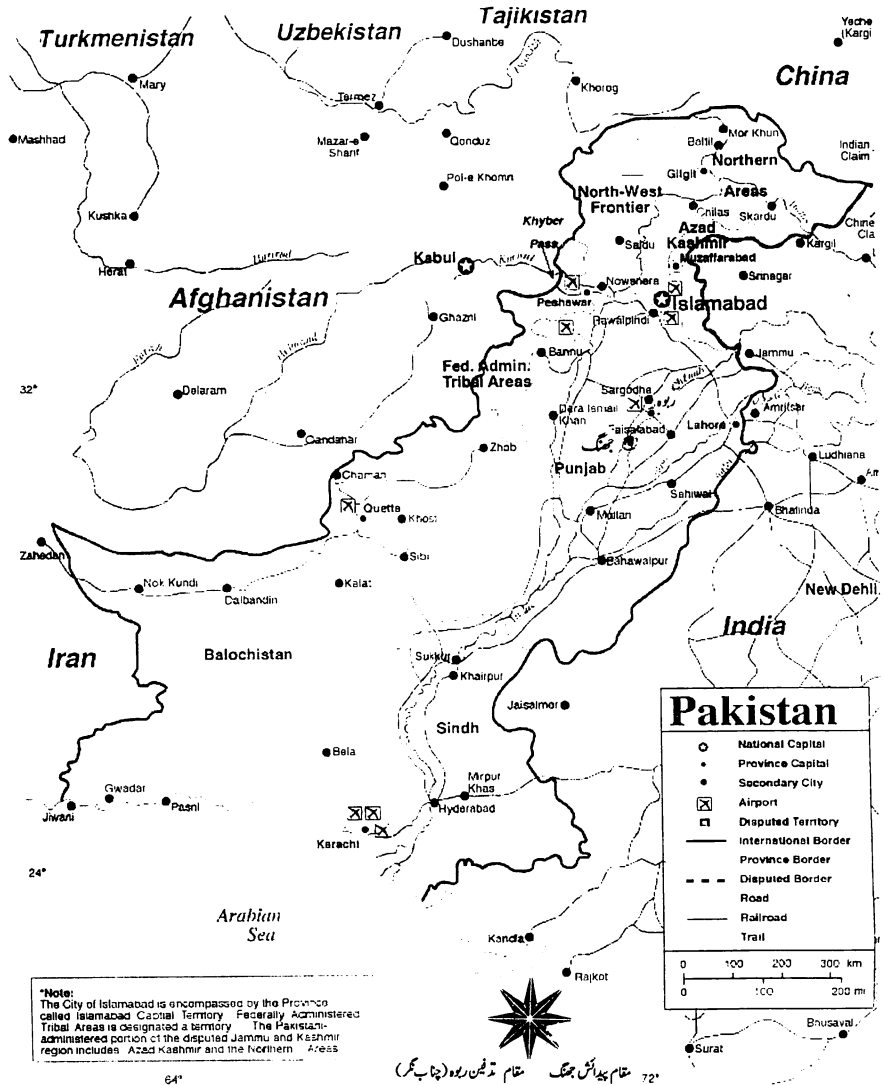 Tajikistan
Turkmenistan
Uzbekistan
Dushanbe
Mary
Termez
Khorog
China
Mashhad
Mazar-e
Sharif
Qonduz
Mor Khun
Baltit
Indian
Claim
Northern
Gilgit
Pol-e Khomri
North-West
Frontier
Areas
Kushka
Chilas
Skardu
Khyber
Pass
Azad
Kashmir
Saidu
Kargil
Muzaffarabad
Herat
Kabul
Srinagar
Afghanistan
Peshawar
Nowshera
Islamabad
Ghazni
Rawalpindi
Bannu
Jammu
Fed. Admin.
Tribal Areas
32°
Delaram
Sargodha
ربوہ
Dera Ismail
Khan
Amritsar
Qandahar
Faisalabad
Lahore
جھنگ
Zhob
Punjab
Ludhiana
Chaman
Sahiwal
Quetta
Khost
Multan
Bhatinda
Zahedan
Sibi
Bahawalpur
Nok Kundi
Dalbandin
Kalat
New Dehli
Iran
Balochistan
India
Sukkur
Khairpur
Jaisalmer
Sindh
Bela
Mirpur
Khas
Hyderabad
Gwadar
Jiwani
Pasni
Karachi
24°
Arabian
Sea
Kandla
Rajkot
Pakistan
National Capital
Province Capital
Secondary City
Airport
Disputed Territory
International Border
Province Border
Disputed Border
Road
Railroad
Trail
0 100 200 300 km
0 100 200 mi
*Note:
The City of Islamabad is encompassed by the Province
called Islamabad Capital Territory Federally Administered
Tribal Areas is designated a territory The Pakistani-
administered portion of the disputed Jammu and Kashmir
region includes Azad Kashmir and the Northern Areas
Bhusaval
Surat
مقام پیدائش جھنگ مقام تدفین ربوہ (چناب نگر)
64°
72°